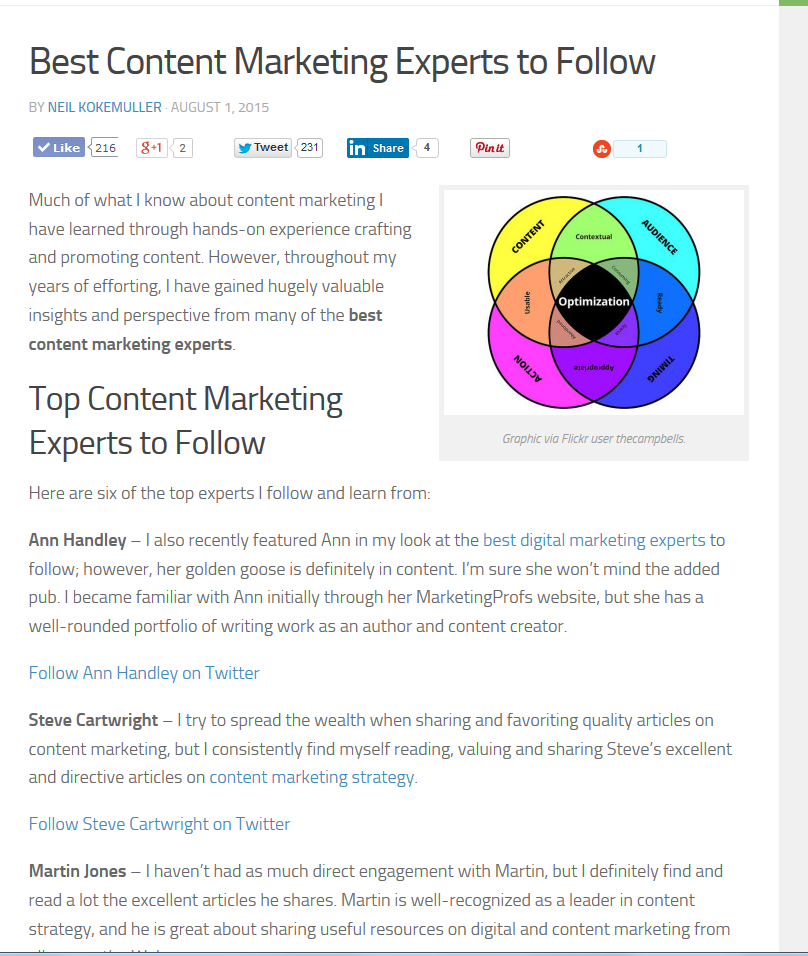 Best Content Marketing Experts to Follow
BY NEIL KOKEMULLER · AUGUST 1, 2015
Like 216 g+1 2 Tweet 231 in Share 4 Pin it 1
Much of what I know about content marketing I
have learned through hands-on experience crafting
and promoting content. However, throughout my
years of efforting, I have gained hugely valuable
insights and perspective from many of the best
content marketing experts.
CONTENT
Contextual
AUDIENCE
Attractive
Consuming
Usable
Optimization
Ready
ACTION
Appropriate
TIMING
Graphic via Flickr user thecampbells.
Top Content Marketing
Experts to Follow
Here are six of the top experts I follow and learn from:
Ann Handley – I also recently featured Ann in my look at the best digital marketing experts to
follow; however, her golden goose is definitely in content. I'm sure she won't mind the added
pub. I became familiar with Ann initially through her MarketingProfs website, but she has a
well-rounded portfolio of writing work as an author and content creator.
Follow Ann Handley on Twitter
Steve Cartwright – I try to spread the wealth when sharing and favoriting quality articles on
content marketing, but I consistently find myself reading, valuing and sharing Steve's excellent
and directive articles on content marketing strategy.
Follow Steve Cartwright on Twitter
Martin Jones – I haven't had as much direct engagement with Martin, but I definitely find and
read a lot the excellent articles he shares. Martin is well-recognized as a leader in content
strategy, and he is great about sharing useful resources on digital and content marketing from